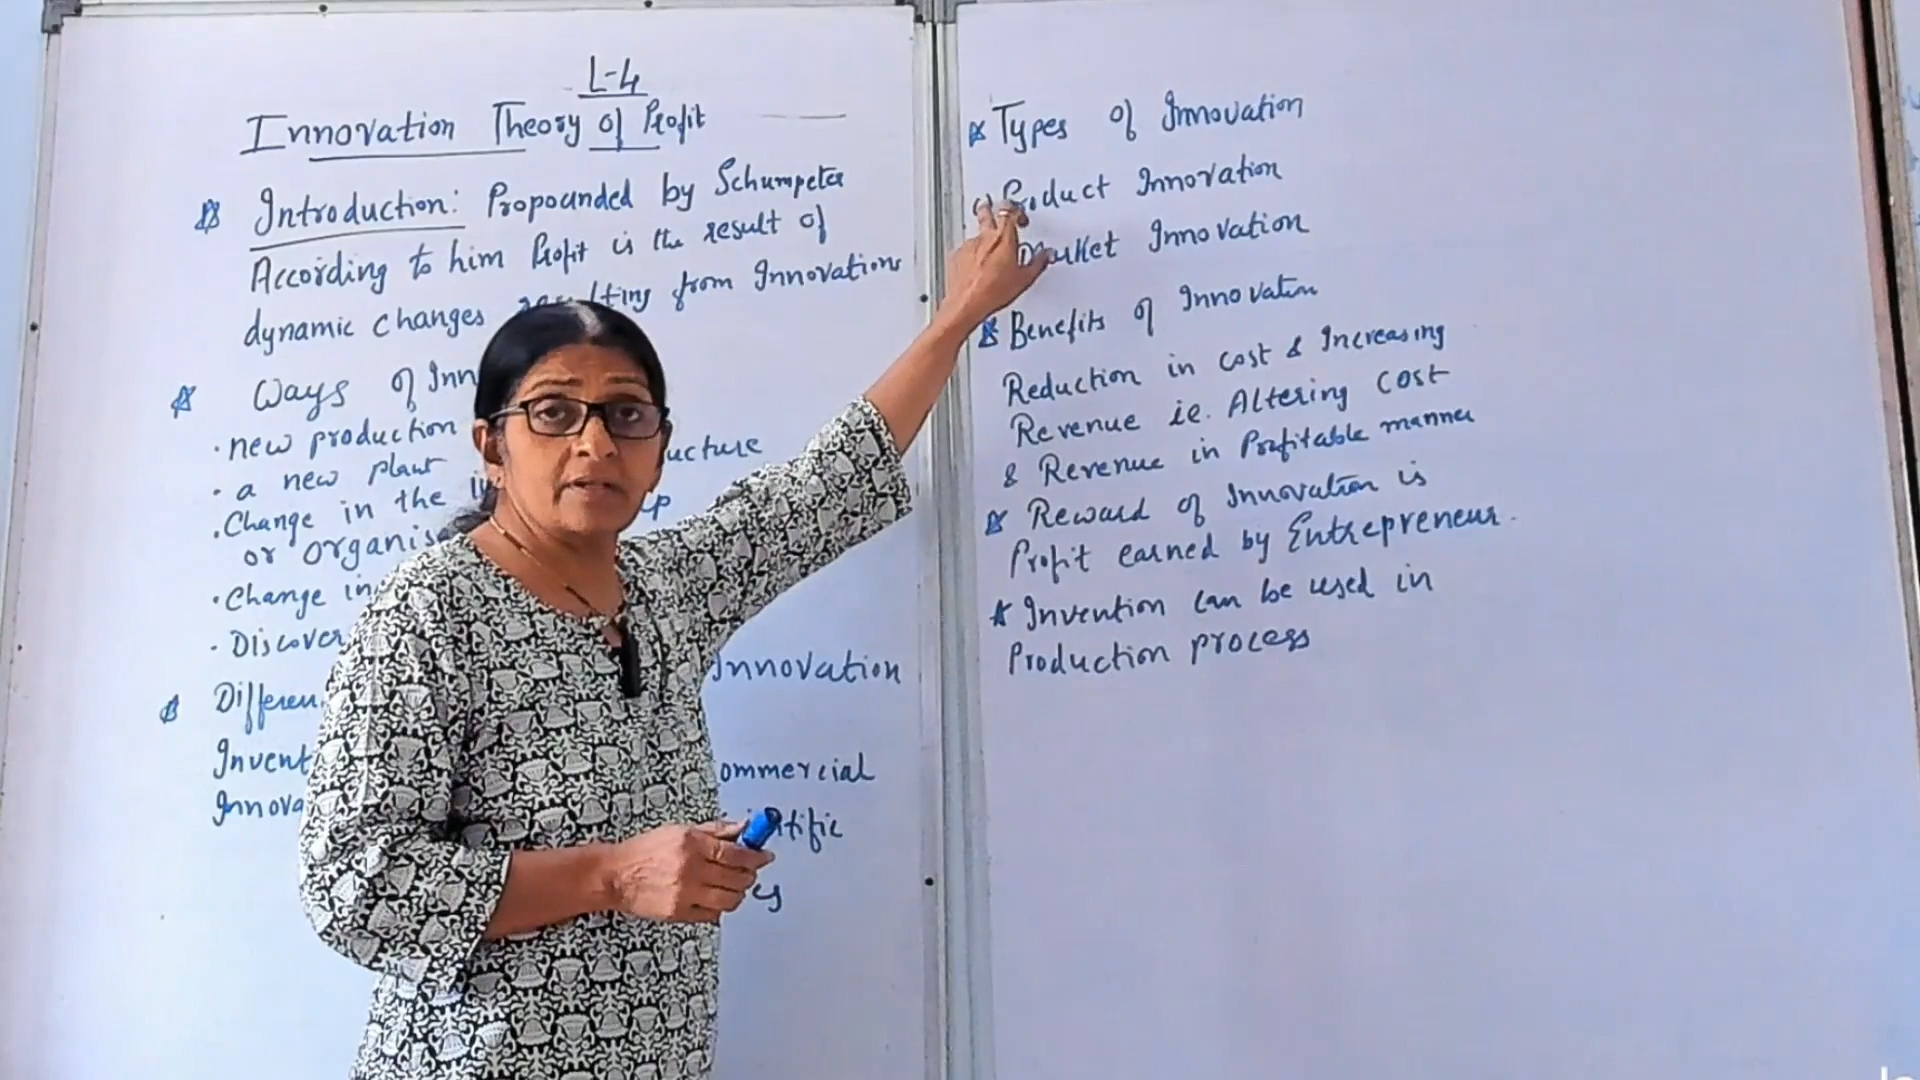 L-4
Innovation Theory of Profit
Introduction: Propounded by Schumpeter
According to him Profit is the result of
dynamic changes resulting from Innovations
Ways of Inn
· new production ucture
· a new plant
· Change in the
or organis
· Change in
· Discover
Differen Innovation
Invent ommercial
Innova tific
Types of Innovation
Product Innovation
Market Innovation
Benefits of Innovation
Reduction in cost & Increasing
Revenue ie. Altering cost
& Revenue in Profitable manner
Reward of Innovation is
Profit earned by Entrepreneur.
Invention can be used in
Production process